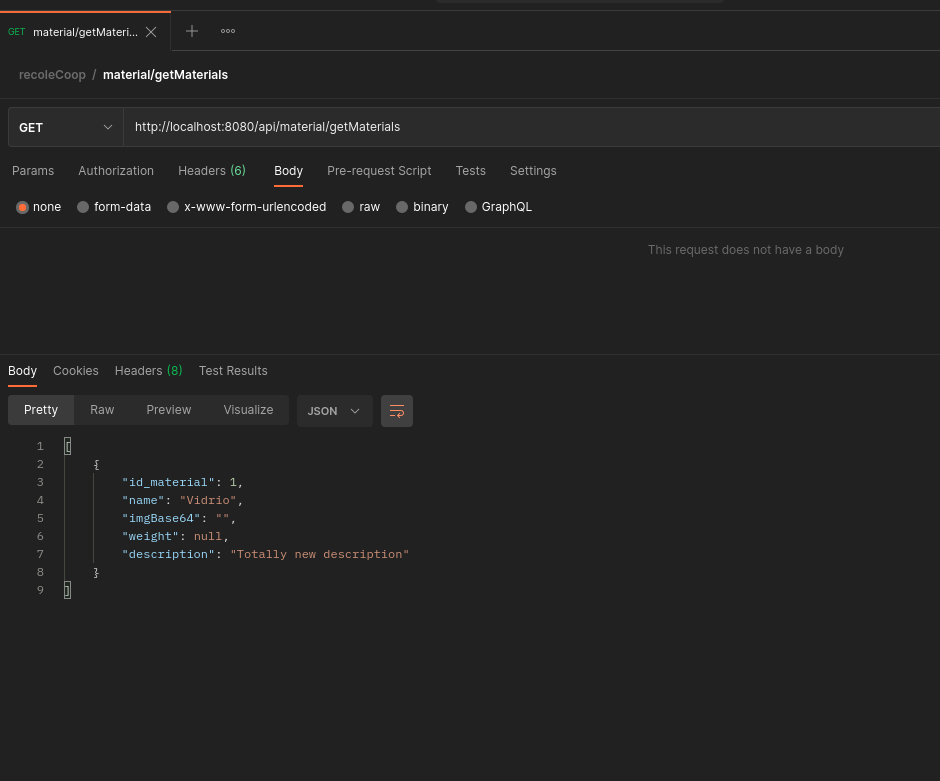 GET material/getMateri...
recoleCoop / material/getMaterials
GET http://localhost:8080/api/material/getMaterials
Params Authorization Headers (6) Body Pre-request Script Tests Settings
none form-data x-www-form-urlencoded raw binary GraphQL
This request does not have a body
Body Cookies Headers (8) Test Results
Pretty Raw Preview Visualize JSON
1 [
2 {
3 "id_material": 1,
4 "name": "Vidrio",
5 "imgBase64": "",
6 "weight": null,
7 "description": "Totally new description"
8 }
9 ]